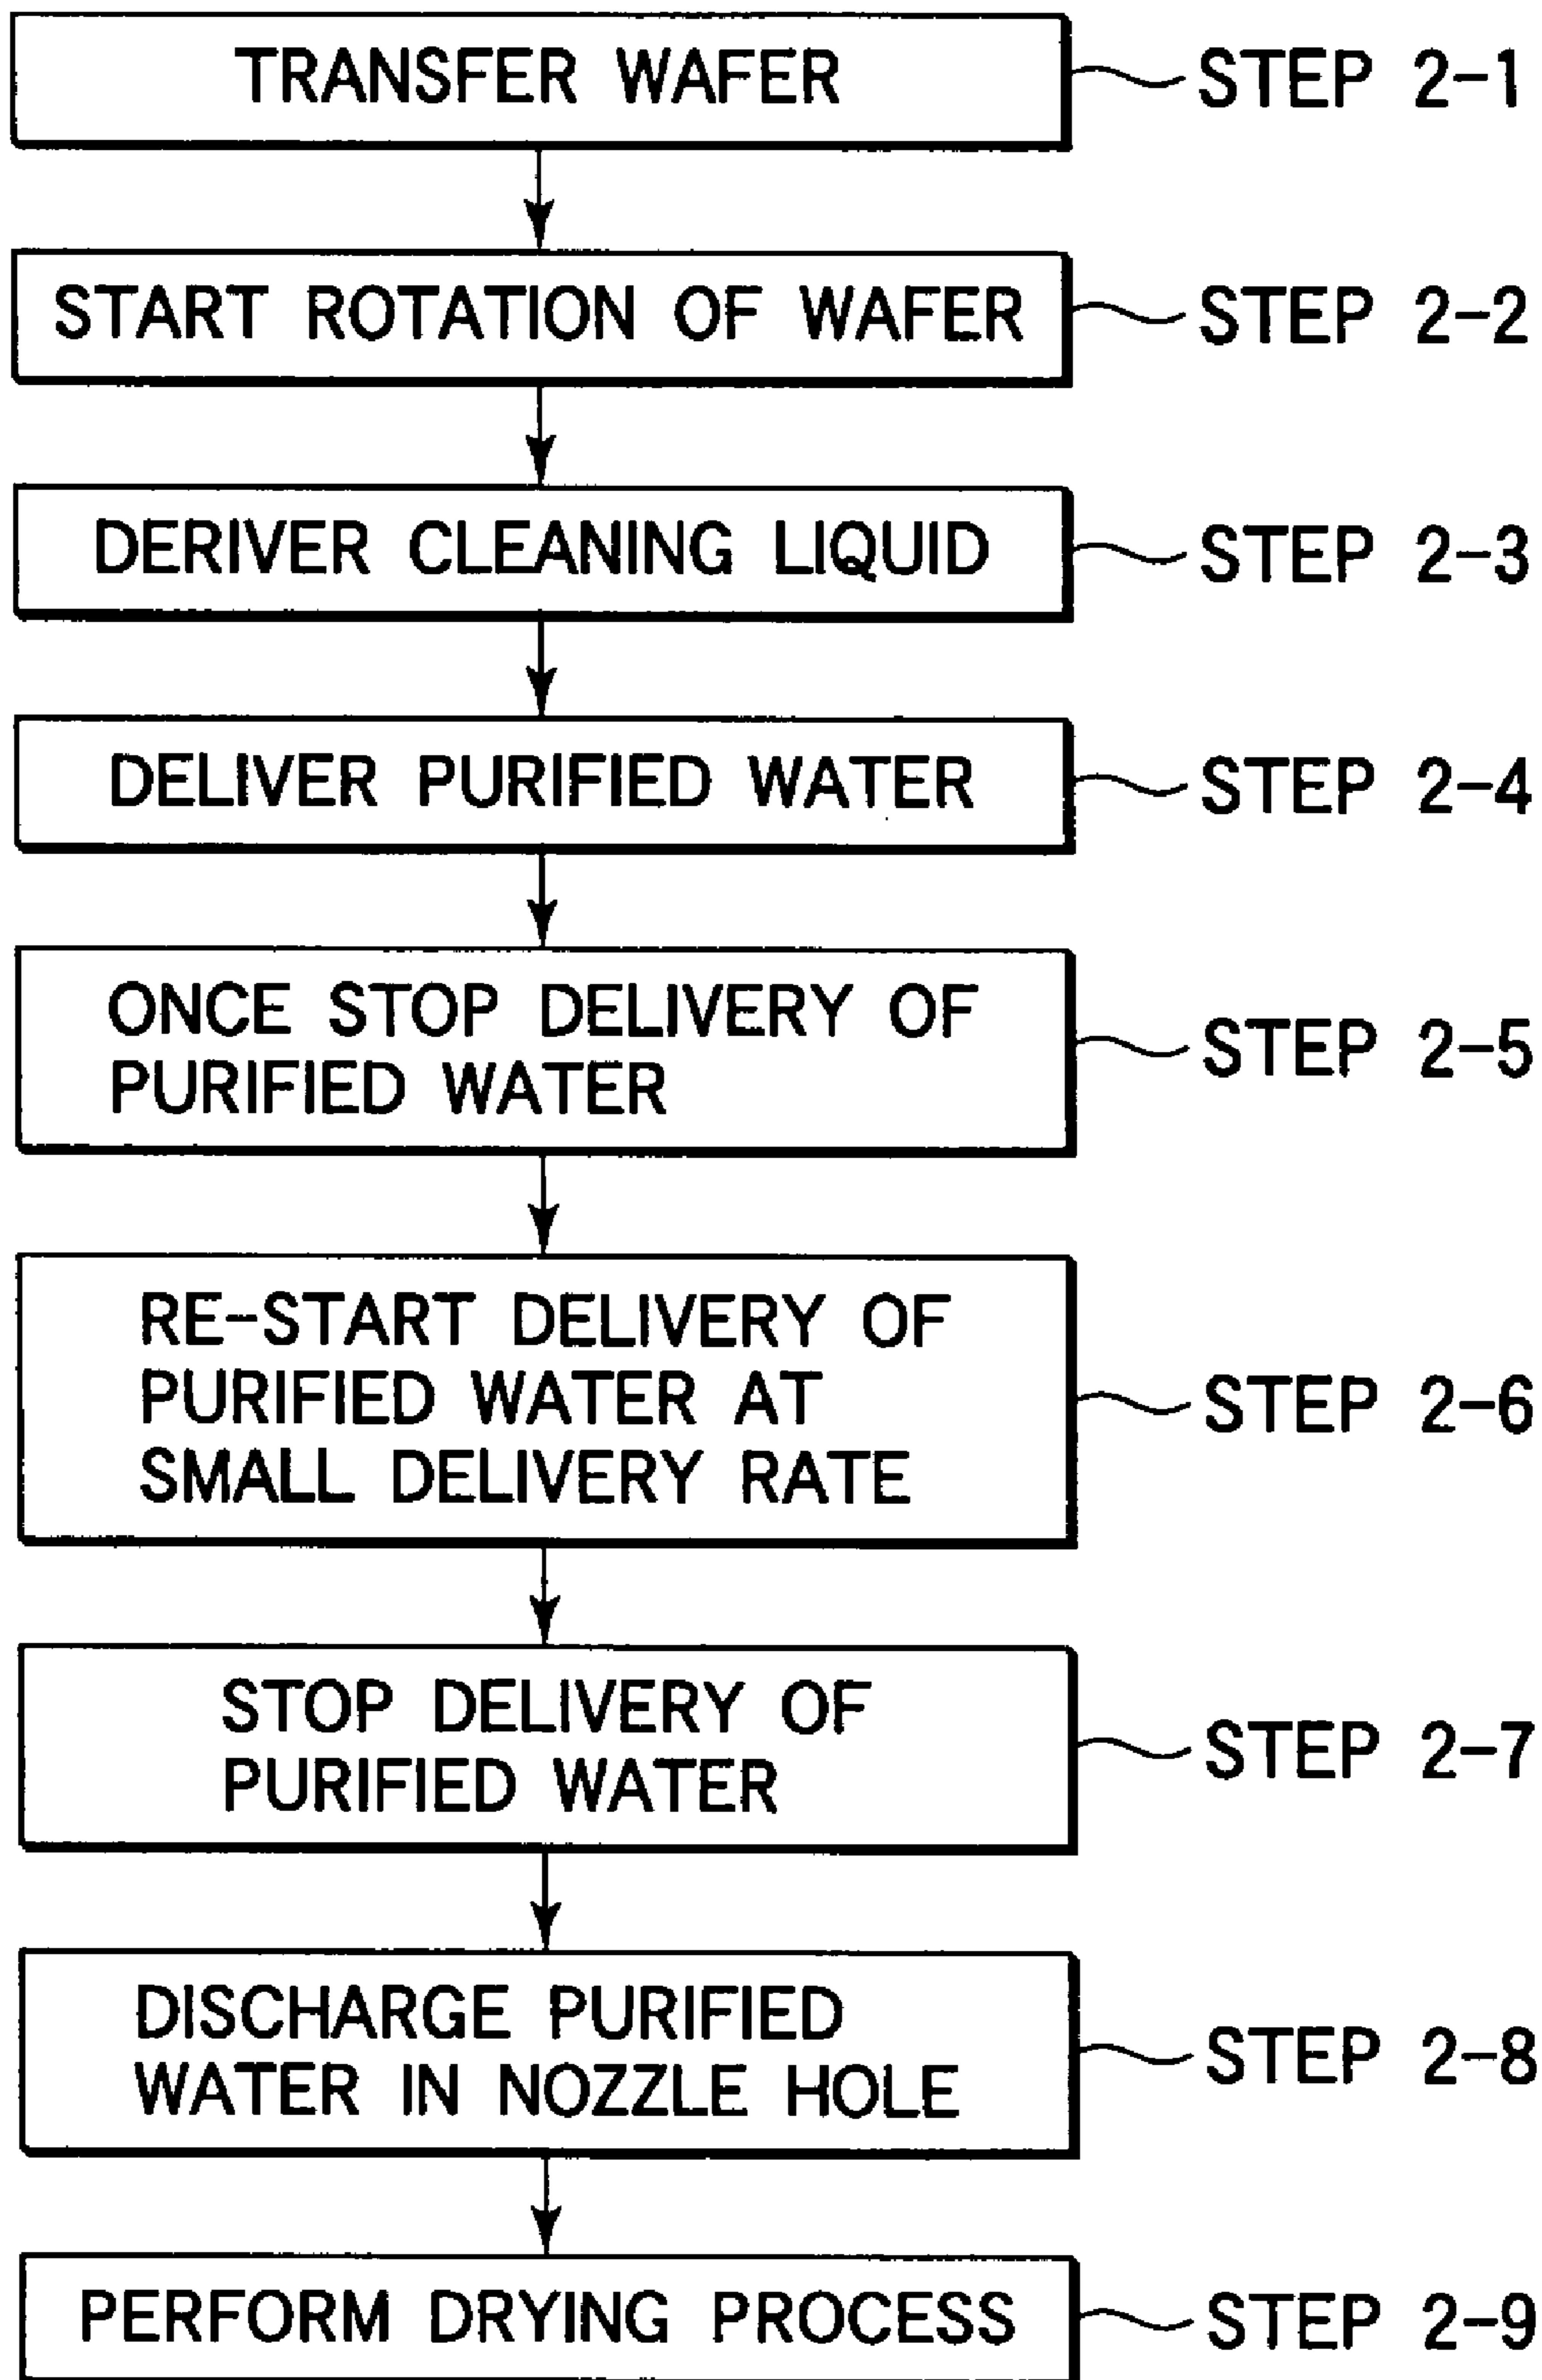 TRANSFER WAFER STEP 2-1
START ROTATION OF WAFER STEP 2-2
DERIVER CLEANING LIQUID STEP 2-3
DELIVER PURIFIED WATER STEP 2-4
ONCE STOP DELIVERY OF
PURIFIED WATER
STEP 2-5
RE-START DELIVERY OF
PURIFIED WATER AT
SMALL DELIVERY RATE
STEP 2-6
STOP DELIVERY OF
PURIFIED WATER
STEP 2-7
DISCHARGE PURIFIED
WATER IN NOZZLE HOLE
STEP 2-8
PERFORM DRYING PROCESS STEP 2-9